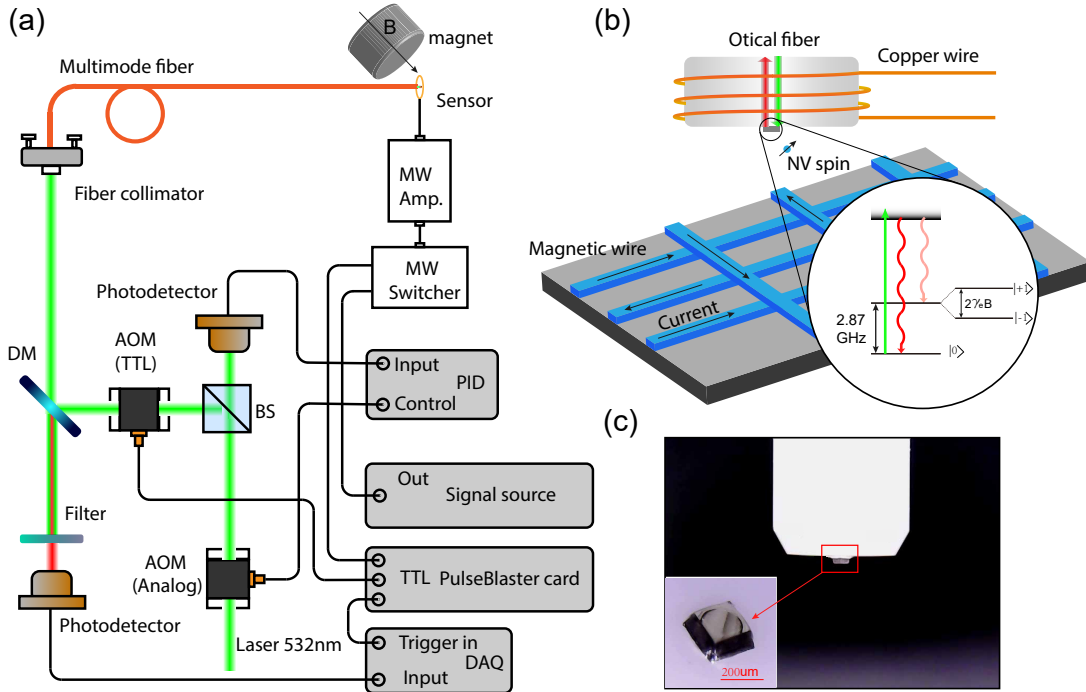 (a)
B
magnet
Multimode fiber
Sensor
Fiber collimator
MW
Amp.
MW
Switcher
Photodetector
AOM
(TTL)
DM
BS
Input
PID
Control
Out
Signal source
Filter
AOM
(Analog)
TTL PulseBlaster card
Photodetector
Laser 532nm
Trigger in
DAQ
Input
(b)
Otical fiber
Copper wire
NV spin
Magnetic wire
Current
|+1⟩
2γₑB
|-1⟩
2.87
GHz
|0⟩
(c)
200um